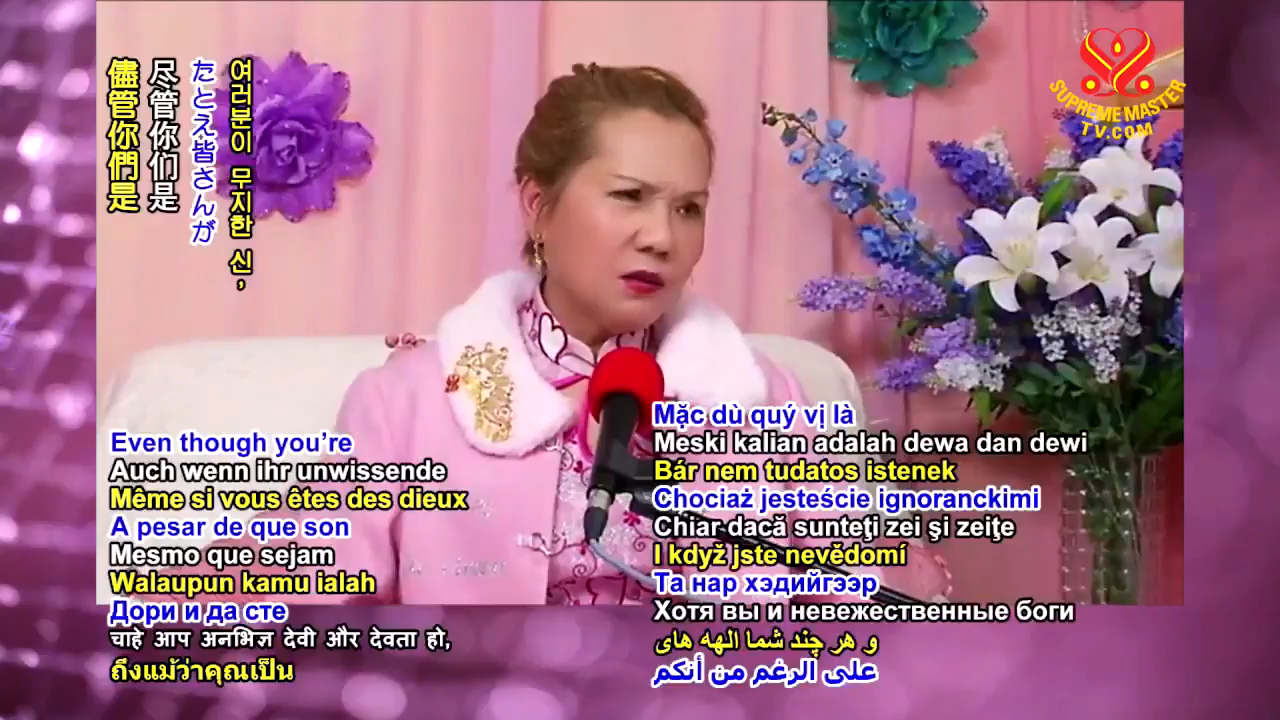 儘管你們是
尽管你们是
たとえ皆さんが
여러분이 무지한 신,
SUPREME MASTER
TV.COM
Even though you're
Auch wenn ihr unwissende
Même si vous êtes des dieux
A pesar de que son
Mesmo que sejam
Walaupun kamu ialah
Дори и да сте
चाहे आप अनभिज्ञ देवी और देवता हो,
ถึงแม้ว่าคุณเป็น
Mặc dù quý vị là
Meski kalian adalah dewa dan dewi
Bár nem tudatos istenek
Chociaż jesteście ignoranckimi
Chiar dacă sunteţi zei şi zeiţe
I když jste nevědomí
Та нар хэдийгээр
Хотя вы и невежественные боги
و هر چند شما الهه های
على الرغم من أنكم